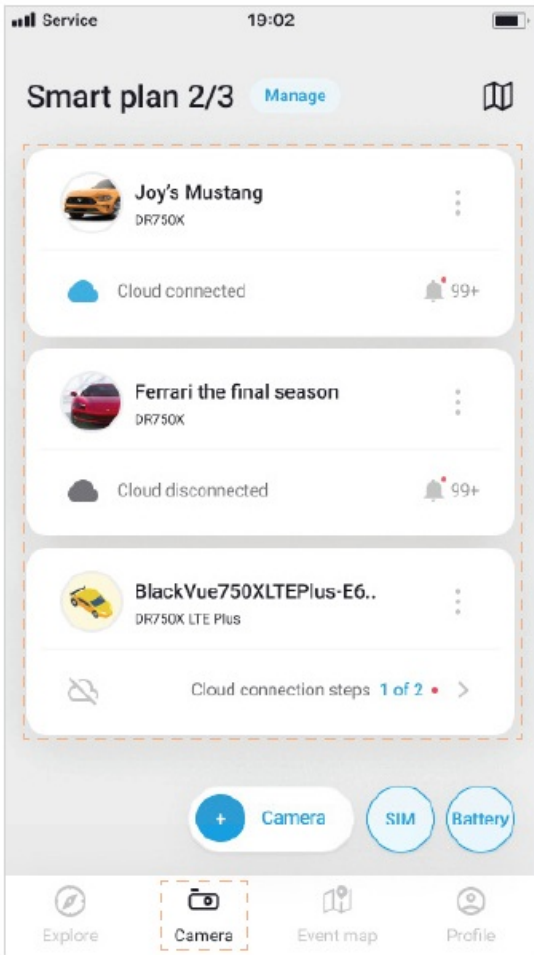 Service 19:02
Smart plan 2/3 Manage
Joy's Mustang
DR750X
Cloud connected 99+
Ferrari the final season
DR750X
Cloud disconnected 99+
BlackVue750XLTEPlus-E6..
DR750X LTE Plus
Cloud connection steps 1 of 2
+ Camera SIM Battery
Explore Camera Event map Profile